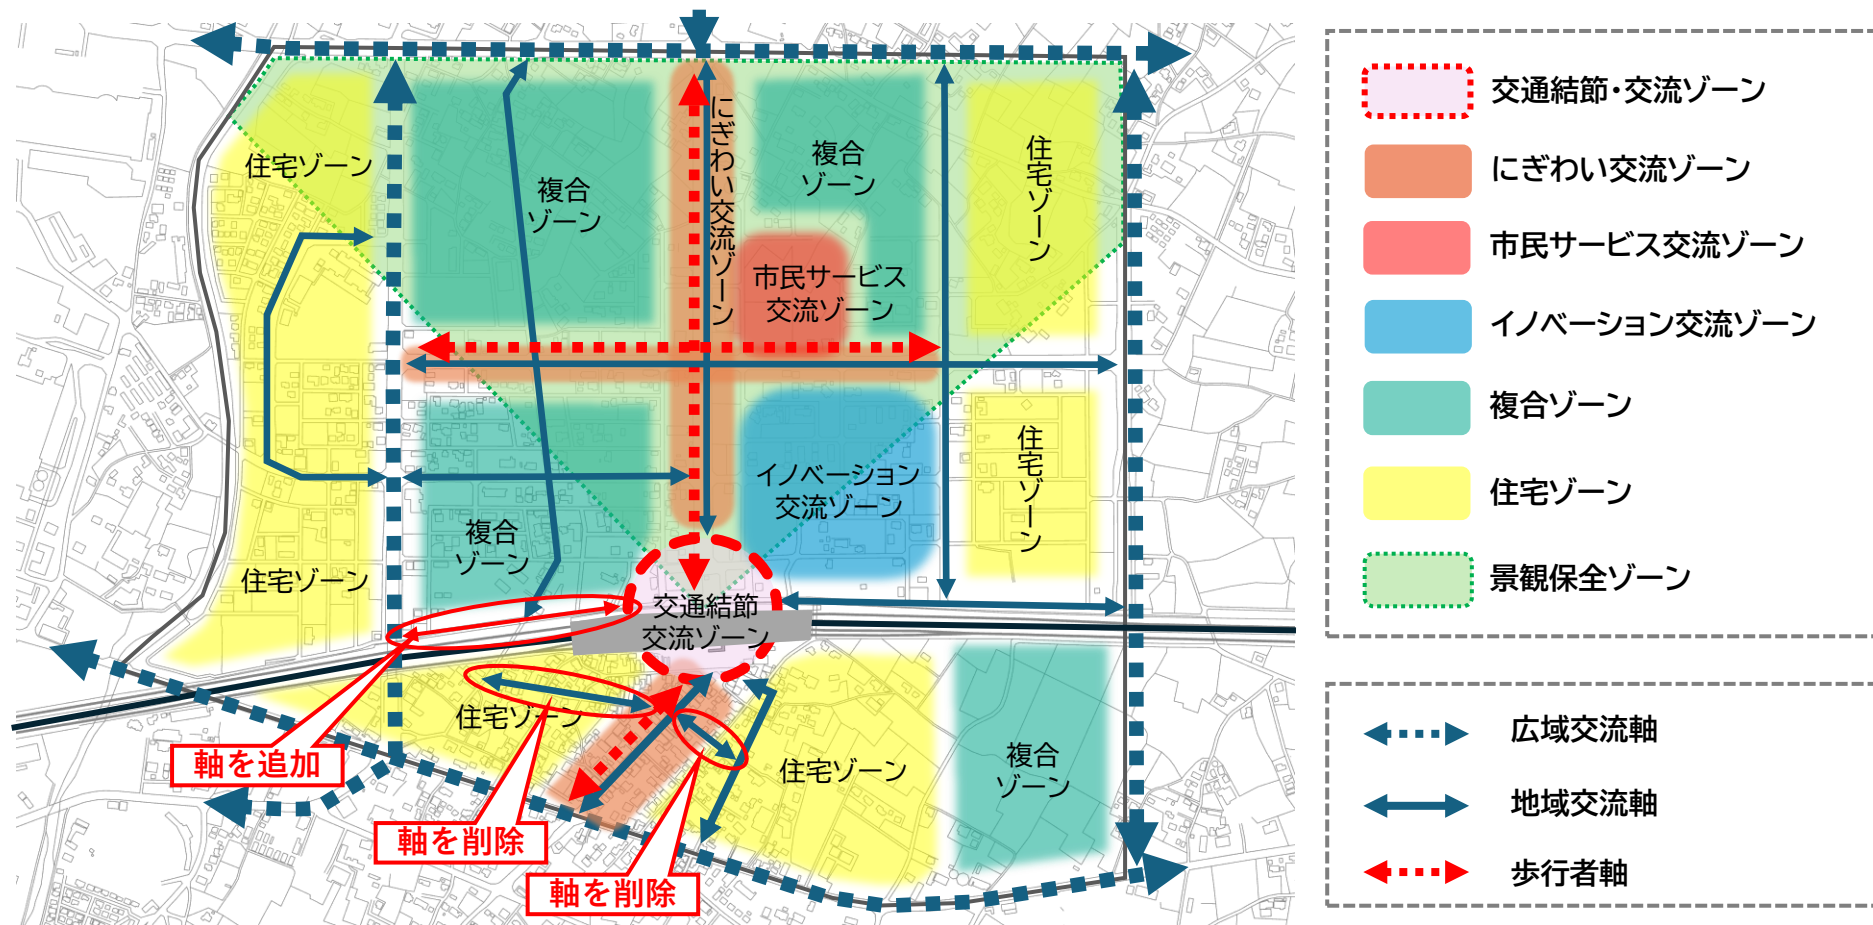 住宅ゾーン
複合
ゾーン
にぎわい交流ゾーン
複合
ゾーン
住宅ゾーン
市民サービス
交流ゾーン
イノベーション
交流ゾーン
住宅ゾーン
複合
ゾーン
住宅ゾーン
交通結節
交流ゾーン
住宅ゾーン
住宅ゾーン
複合
ゾーン
軸を追加
軸を削除
軸を削除
交通結節・交流ゾーン
にぎわい交流ゾーン
市民サービス交流ゾーン
イノベーション交流ゾーン
複合ゾーン
住宅ゾーン
景観保全ゾーン
広域交流軸
地域交流軸
歩行者軸